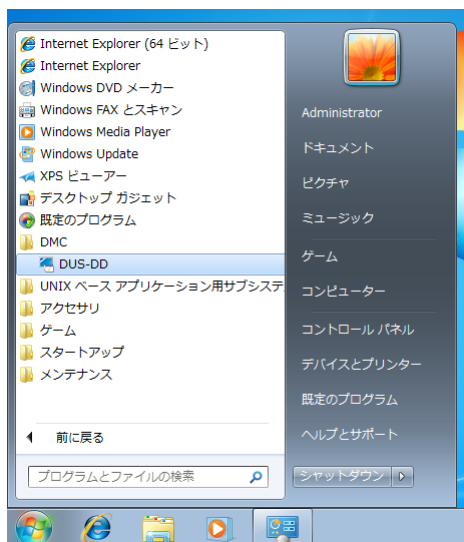 Internet Explorer (64 ビット)
Internet Explorer
Windows DVD メーカー
Windows FAX とスキャン
Windows Media Player
Windows Update
XPS ビューアー
デスクトップ ガジェット
既定のプログラム
DMC
DUS-DD
UNIX ベース アプリケーション用サブシステ
アクセサリ
ゲーム
スタートアップ
メンテナンス
前に戻る
プログラムとファイルの検索
Administrator
ドキュメント
ピクチャ
ミュージック
ゲーム
コンピューター
コントロール パネル
デバイスとプリンター
既定のプログラム
ヘルプとサポート
シャットダウン